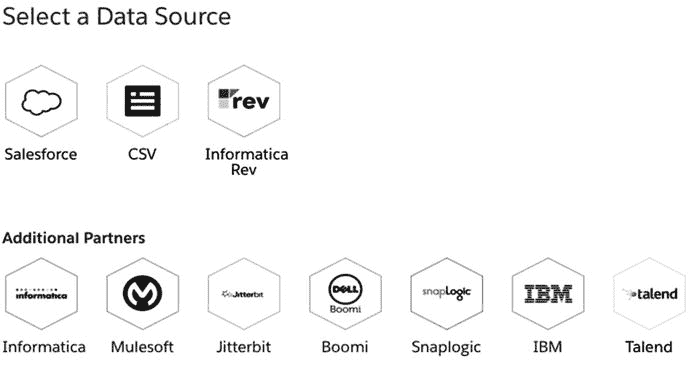 Select a Data Source
rev
Salesforce CSV Informatica
Rev
Additional Partners
informatica Jitterbit DELL snapLogic IBM talend
Boomi
Informatica Mulesoft Jitterbit Boomi Snaplogic IBM Talend